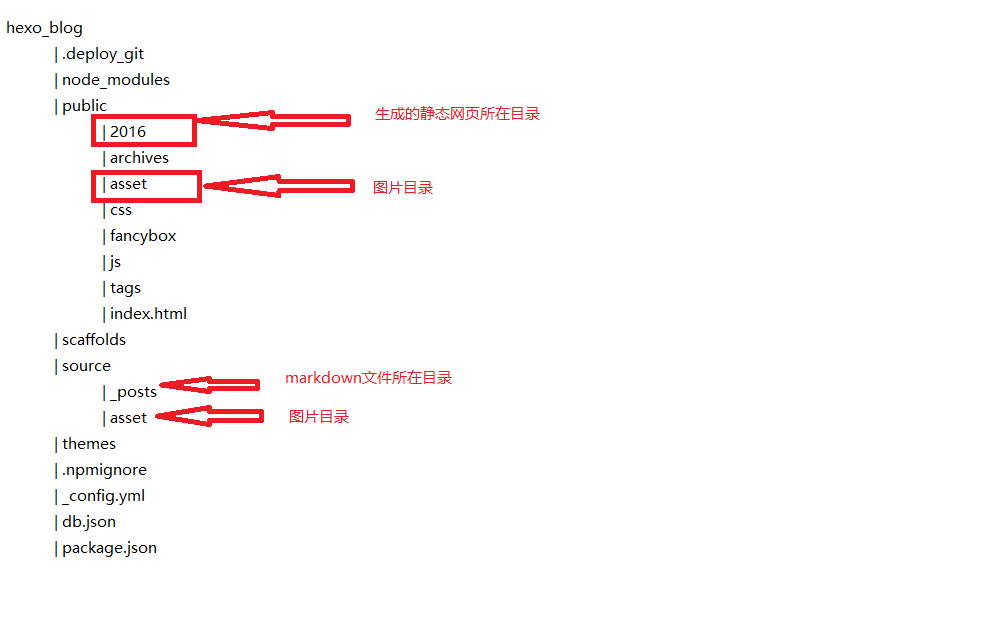 hexo_blog
|.deploy_git
|node_modules
|public
|2016 生成的静态网页所在目录
|archives
|asset 图片目录
|css
|fancybox
|js
|tags
|index.html
|scaffolds
|source
|_posts markdown文件所在目录
|asset 图片目录
|themes
|.npmignore
|_config.yml
|db.json
|package.json